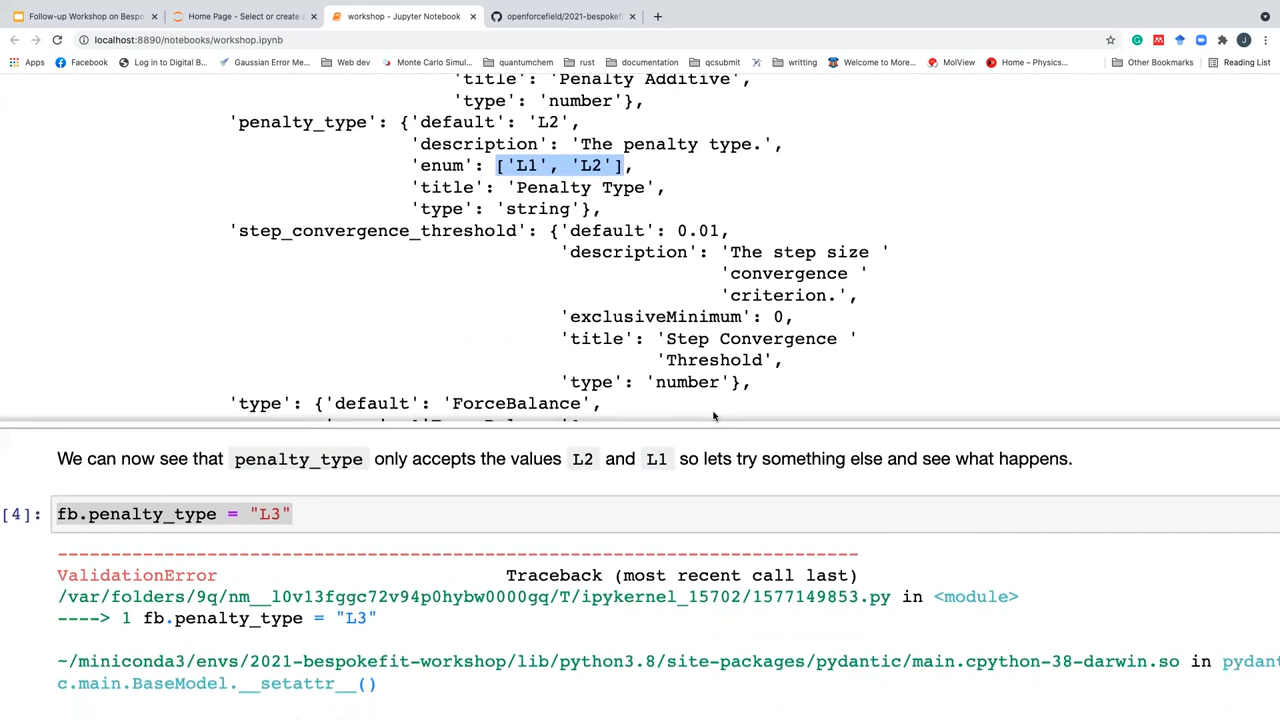 Follow-up Workshop on Bespo
Home Page - Select or create a
workshop - Jupyter Notebook
openforcefield/2021-bespokefi
localhost:8890/notebooks/workshop.ipynb
J
Apps
Facebook
Log in to Digital B...
Gaussian Error Me...
Web dev
Monte Carlo Simul...
quantumchem
rust
documentation
qcsubmit
writting
Welcome to More...
MolView
Home – Physics...
Other Bookmarks
Reading List
'title': 'Penalty Additive',
'type': 'number'},
'penalty_type': {'default': 'L2',
'description': 'The penalty type.',
'enum': ['L1', 'L2'],
'title': 'Penalty Type',
'type': 'string'},
'step_convergence_threshold': {'default': 0.01,
'description': 'The step size '
'convergence '
'criterion.',
'exclusiveMinimum': 0,
'title': 'Step Convergence '
'Threshold',
'type': 'number'},
'type': {'default': 'ForceBalance',
We can now see that penalty_type only accepts the values L2 and L1 so lets try something else and see what happens.
[4]: fb.penalty_type = "L3"
---------------------------------------------------------------------------
ValidationError Traceback (most recent call last)
/var/folders/9q/nm__l0v13fggc72v94p0hybw0000gq/T/ipykernel_15702/1577149853.py in <module>
----> 1 fb.penalty_type = "L3"
~/miniconda3/envs/2021-bespokefit-workshop/lib/python3.8/site-packages/pydantic/main.cpython-38-darwin.so in pydant
c.main.BaseModel.__setattr__()